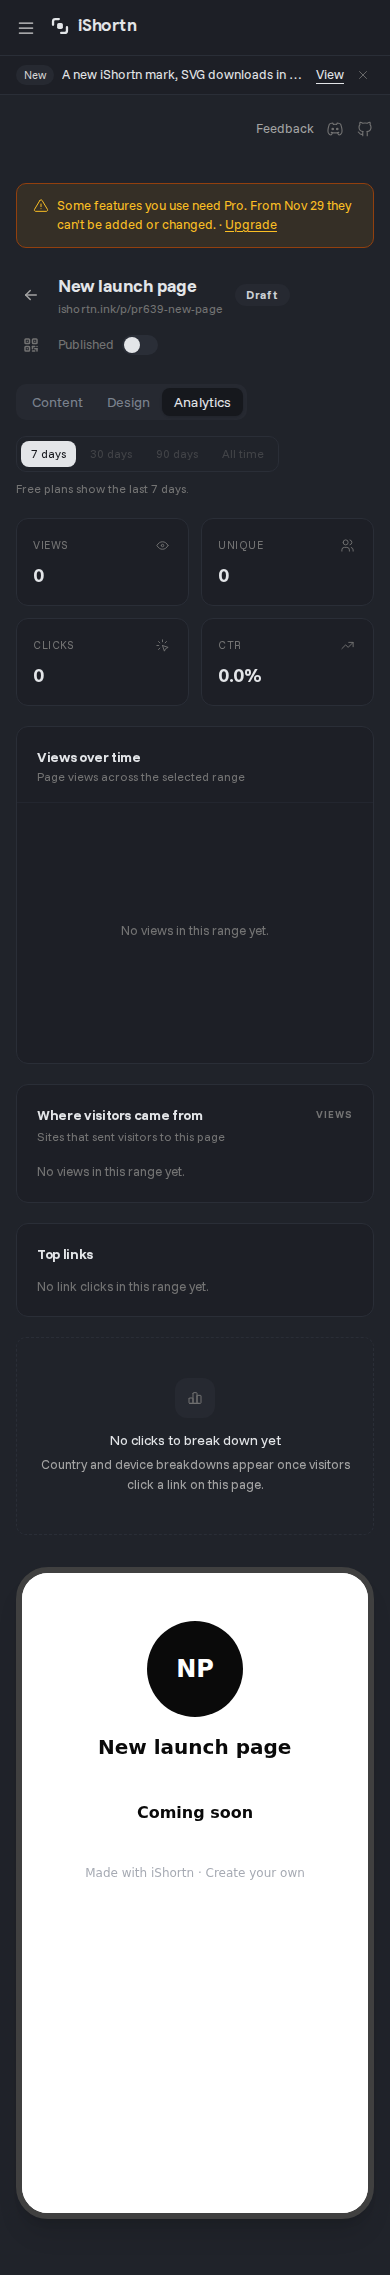 iShortn
New
A new iShortn mark, SVG downloads in ...
View
Feedback
Some features you use need Pro. From Nov 29 they
can't be added or changed. · Upgrade
New launch page
ishortn.ink/p/pr639-new-page
Draft
Published
Content
Design
Analytics
7 days
30 days
90 days
All time
Free plans show the last 7 days.
VIEWS
0
UNIQUE
0
CLICKS
0
CTR
0.0%
Views over time
Page views across the selected range
No views in this range yet.
Where visitors came from
VIEWS
Sites that sent visitors to this page
No views in this range yet.
Top links
No link clicks in this range yet.
No clicks to break down yet
Country and device breakdowns appear once visitors
click a link on this page.
NP
New launch page
Coming soon
Made with iShortn · Create your own